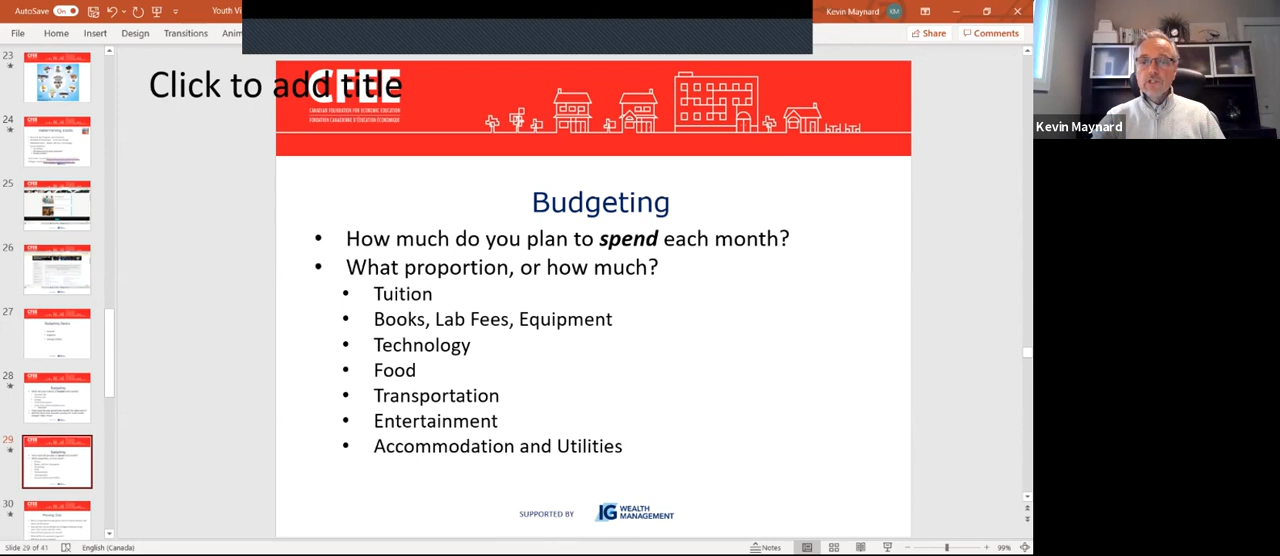 AutoSave On
Youth Vi
Kevin Maynard KM
File Home Insert Design Transitions Anim
Share Comments
23
24
25
26
27
28
29
30
Click to add title
CFEE
CANADIAN FOUNDATION FOR ECONOMIC EDUCATION
FONDATION CANADIENNE D'ÉDUCATION ÉCONOMIQUE
Budgeting
• How much do you plan to spend each month?
• What proportion, or how much?
• Tuition
• Books, Lab Fees, Equipment
• Technology
• Food
• Transportation
• Entertainment
• Accommodation and Utilities
SUPPORTED BY IG WEALTH
MANAGEMENT
Kevin Maynard
Slide 29 of 41 English (Canada) Notes 99%